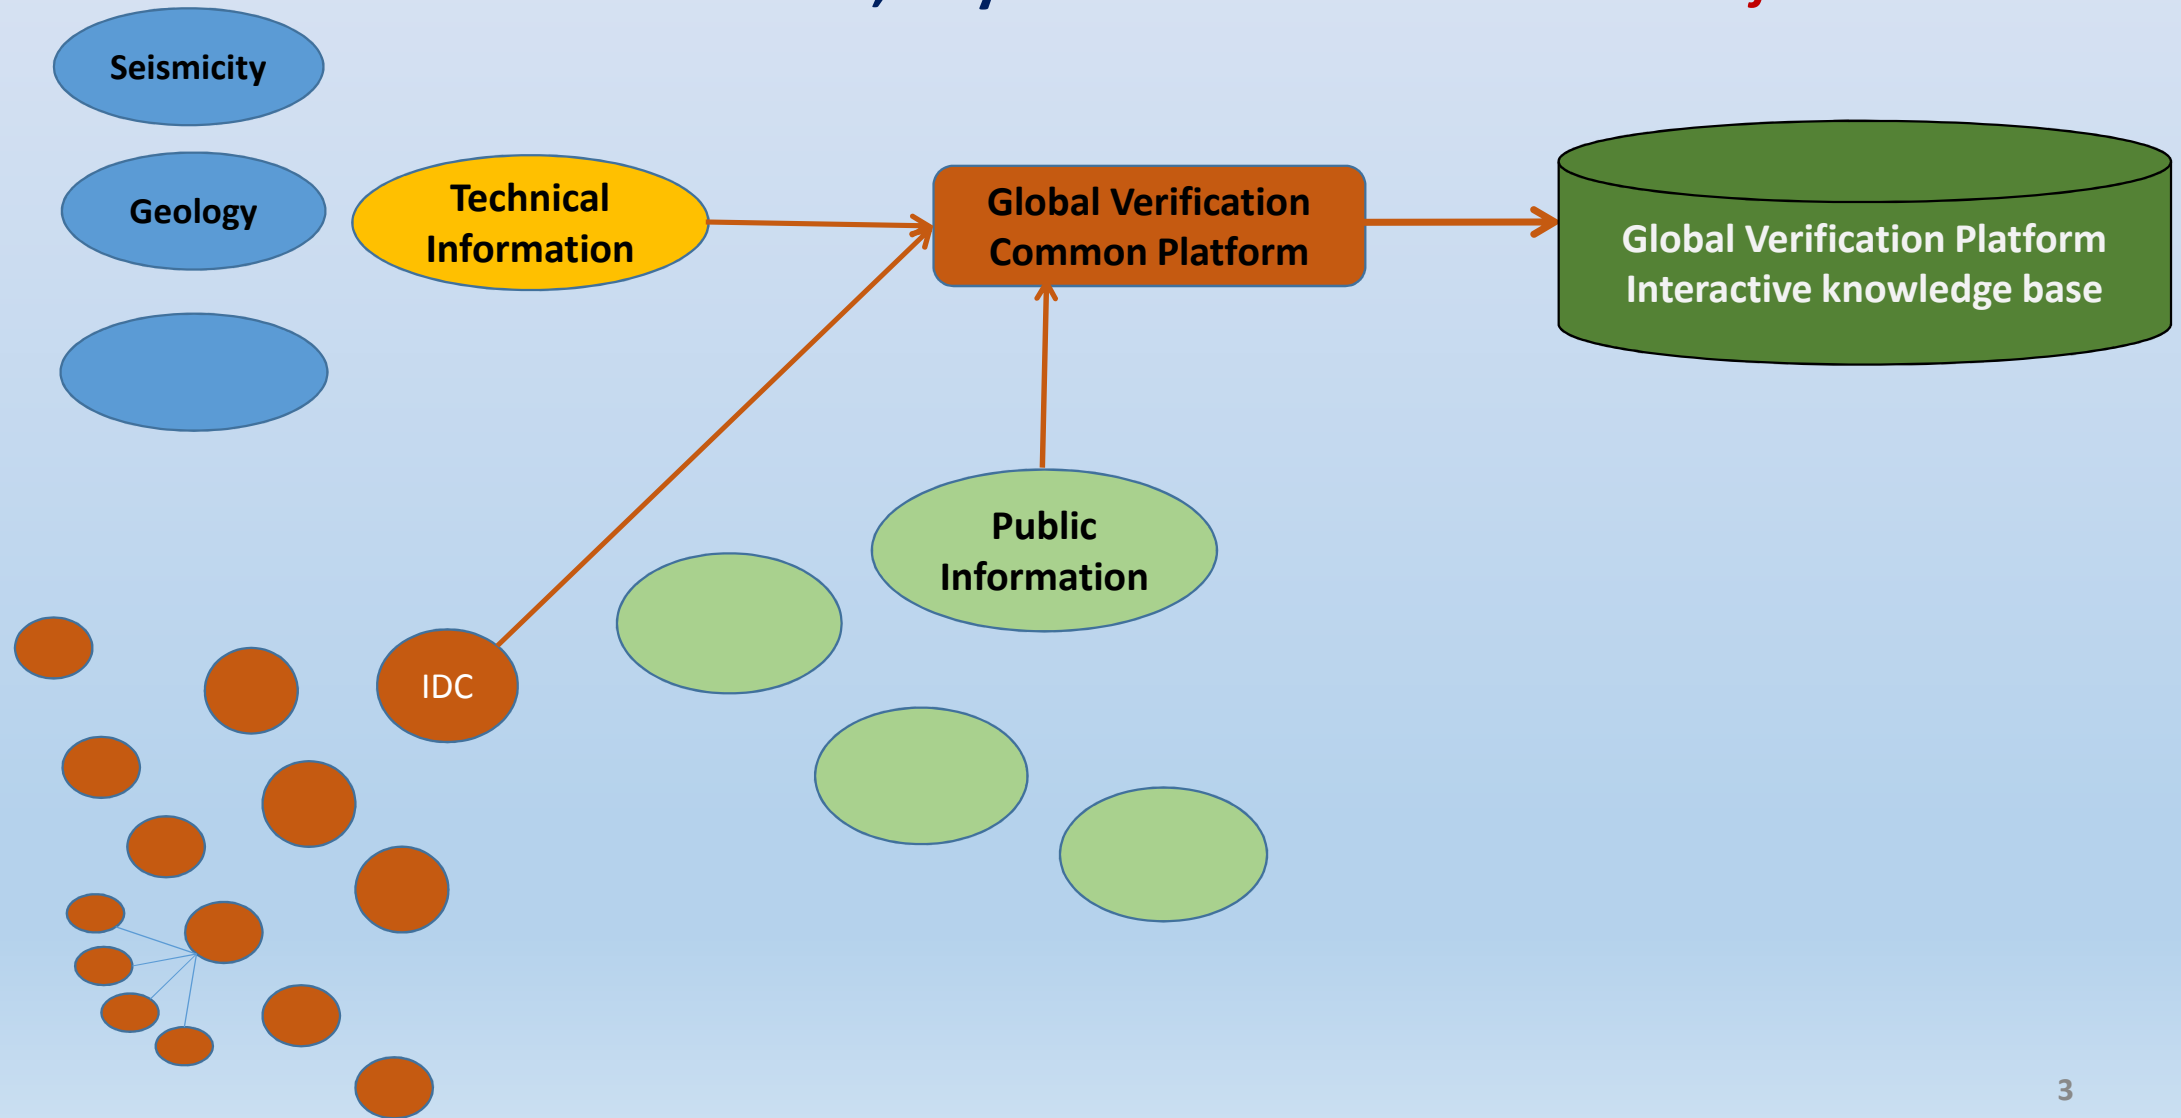 Seismicity
Geology
Technical
Information
Global Verification
Common Platform
Global Verification Platform
Interactive knowledge base
Public
Information
IDC
3